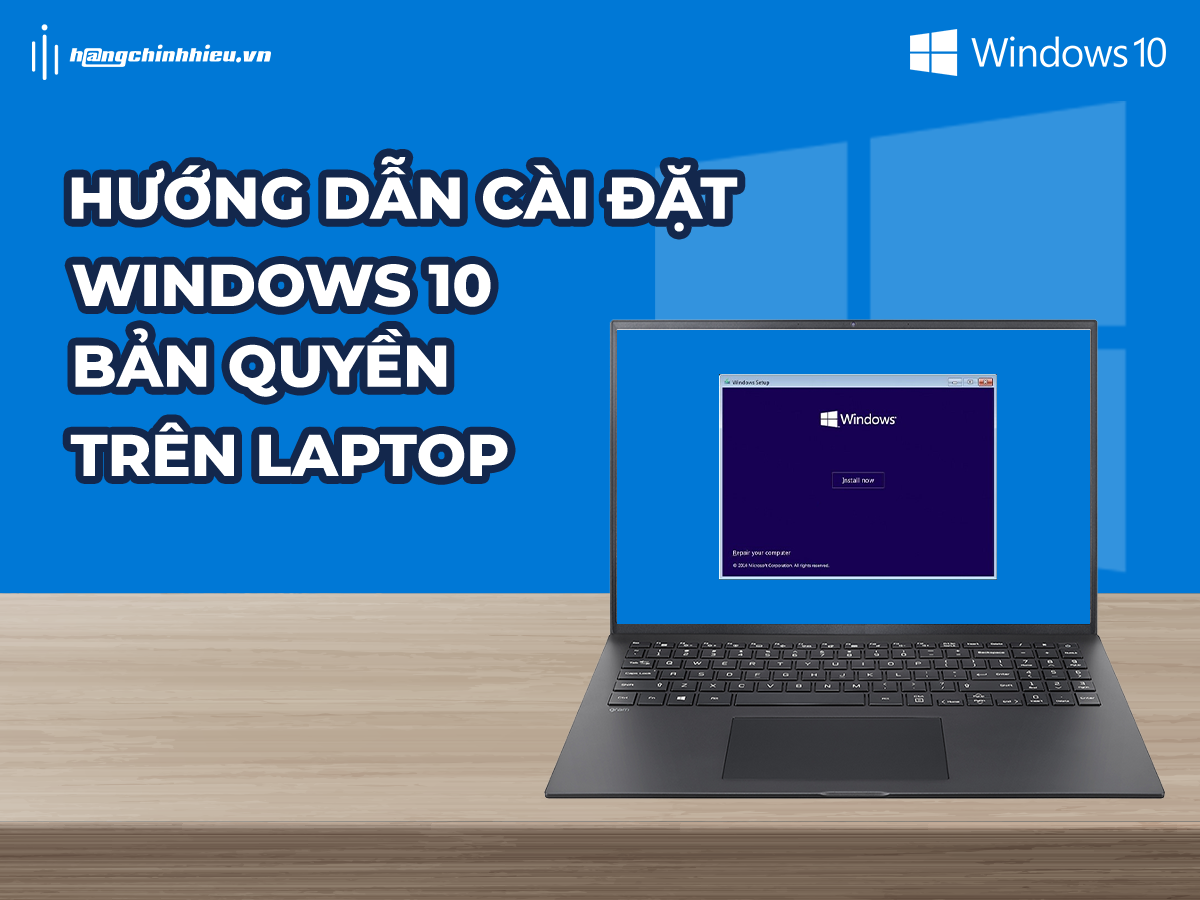 h@ngchinhhieu.vn
Windows 10
HƯỚNG DẪN CÀI ĐẶT
WINDOWS 10
BẢN QUYỀN
TRÊN LAPTOP
Windows Setup
Windows
Install now
Repair your computer
gram